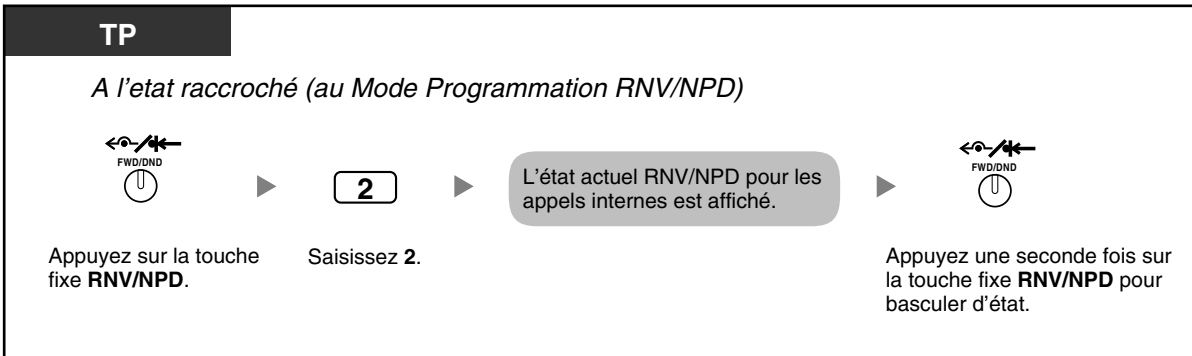 TP
A l'etat raccroché (au Mode Programmation RNV/NPD)
FWD/DND
2
L'état actuel RNV/NPD pour les
appels internes est affiché.
FWD/DND
Appuyez sur la touche
fixe RNV/NPD.
Saisissez 2.
Appuyez une seconde fois sur
la touche fixe RNV/NPD pour
basculer d'état.